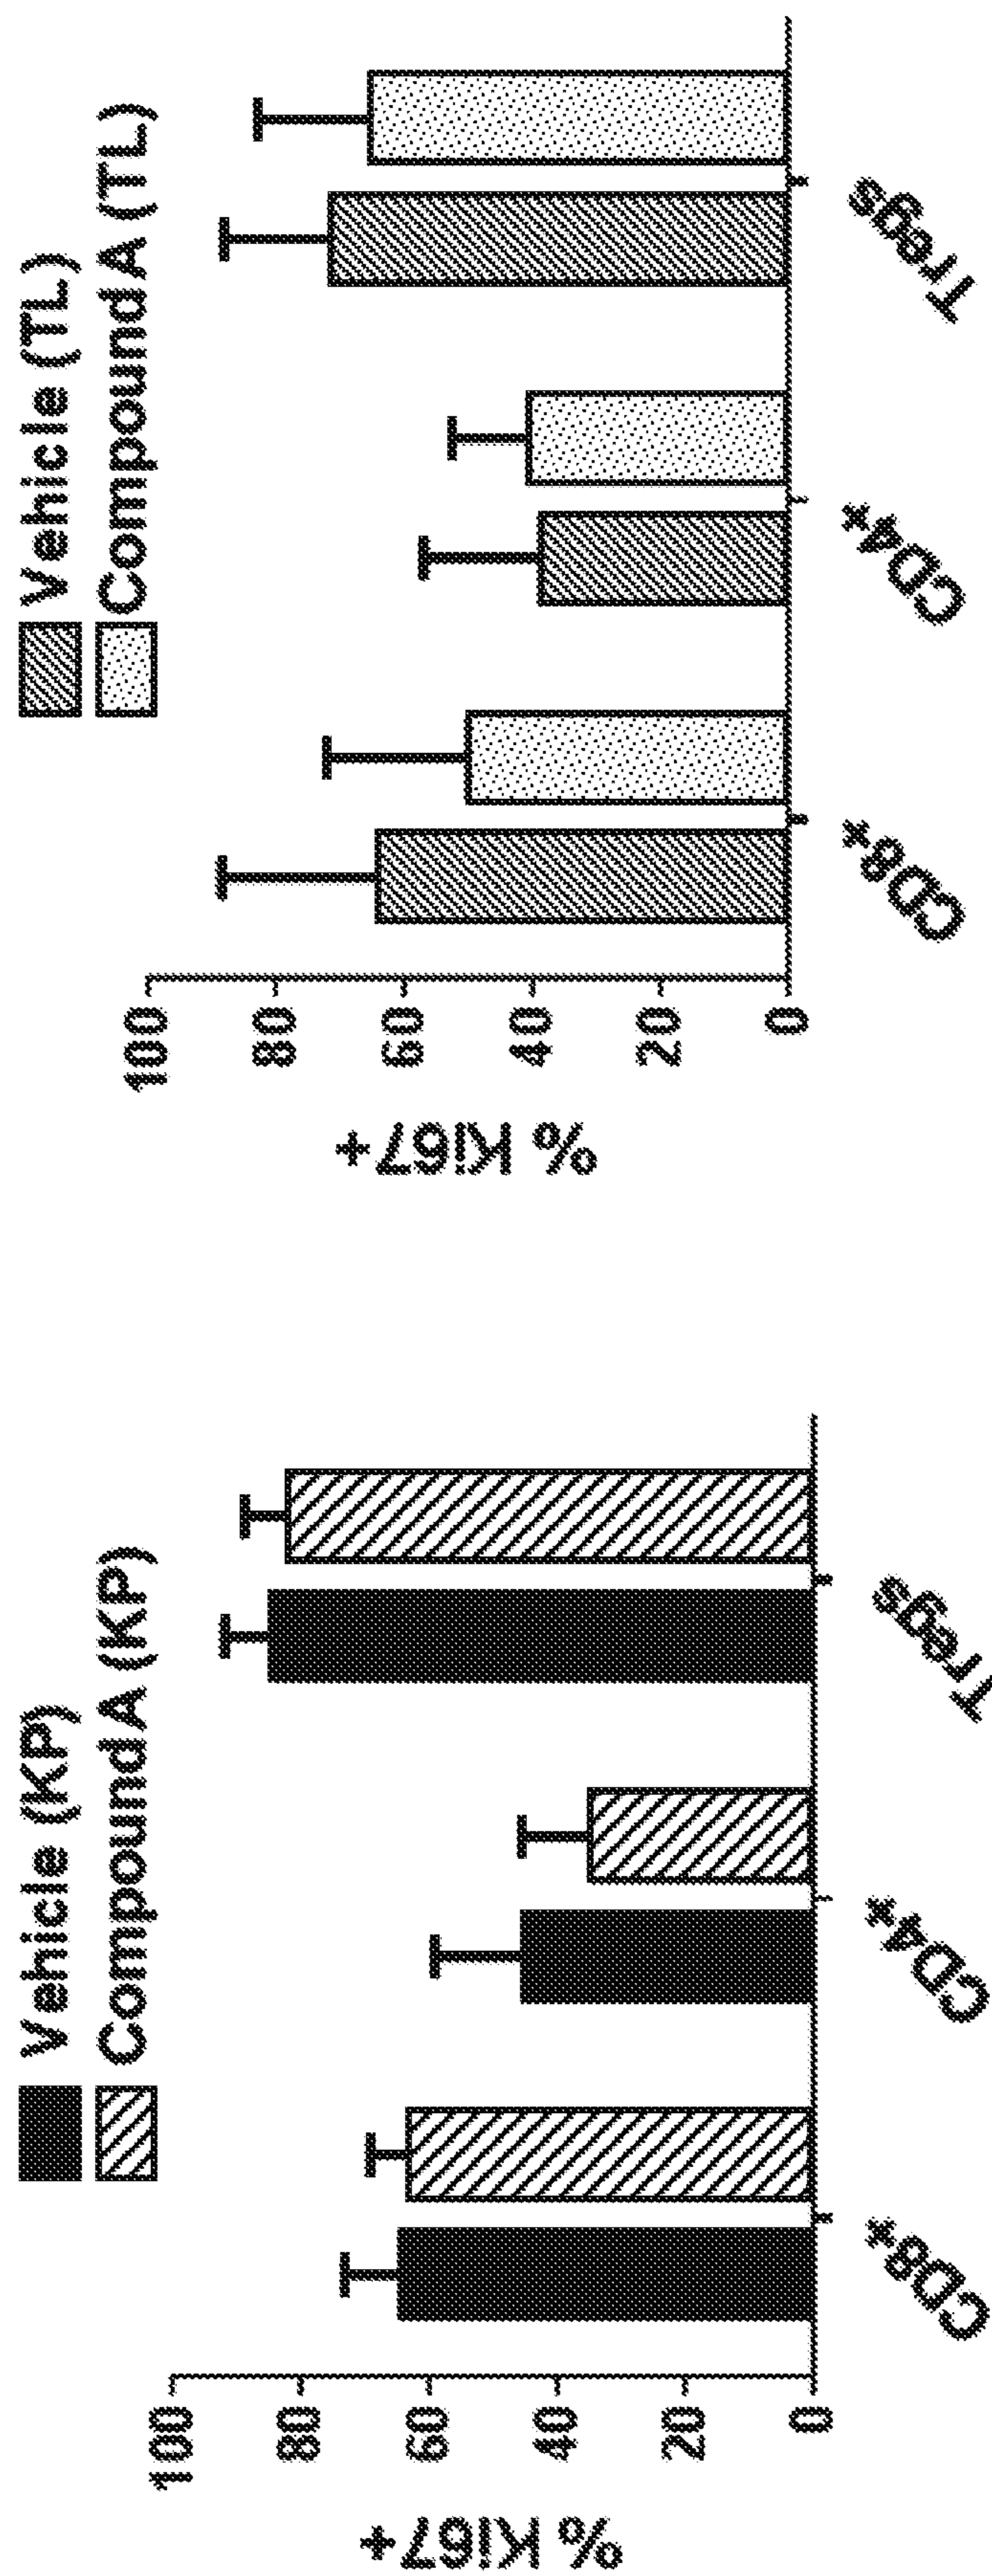 Vehicle (KP)
Compound A (KP)
% Ki67+
100
80
60
40
20
0
CD8+
CD4+
Tregs
Vehicle (TL)
Compound A (TL)
% Ki67+
100
80
60
40
20
0
CD8+
CD4+
Tregs